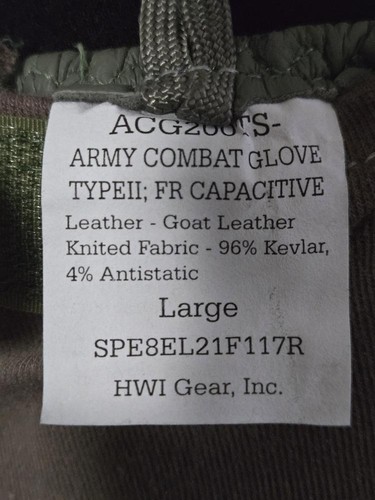 ARMY COMBAT GLOVE
TYPEII; FR CAPACITIVE
Leather - Goat Leather
Knited Fabric - 96% Kevlar,
4% Antistatic
Large
SPE8EL21F117R
HWI Gear, Inc.